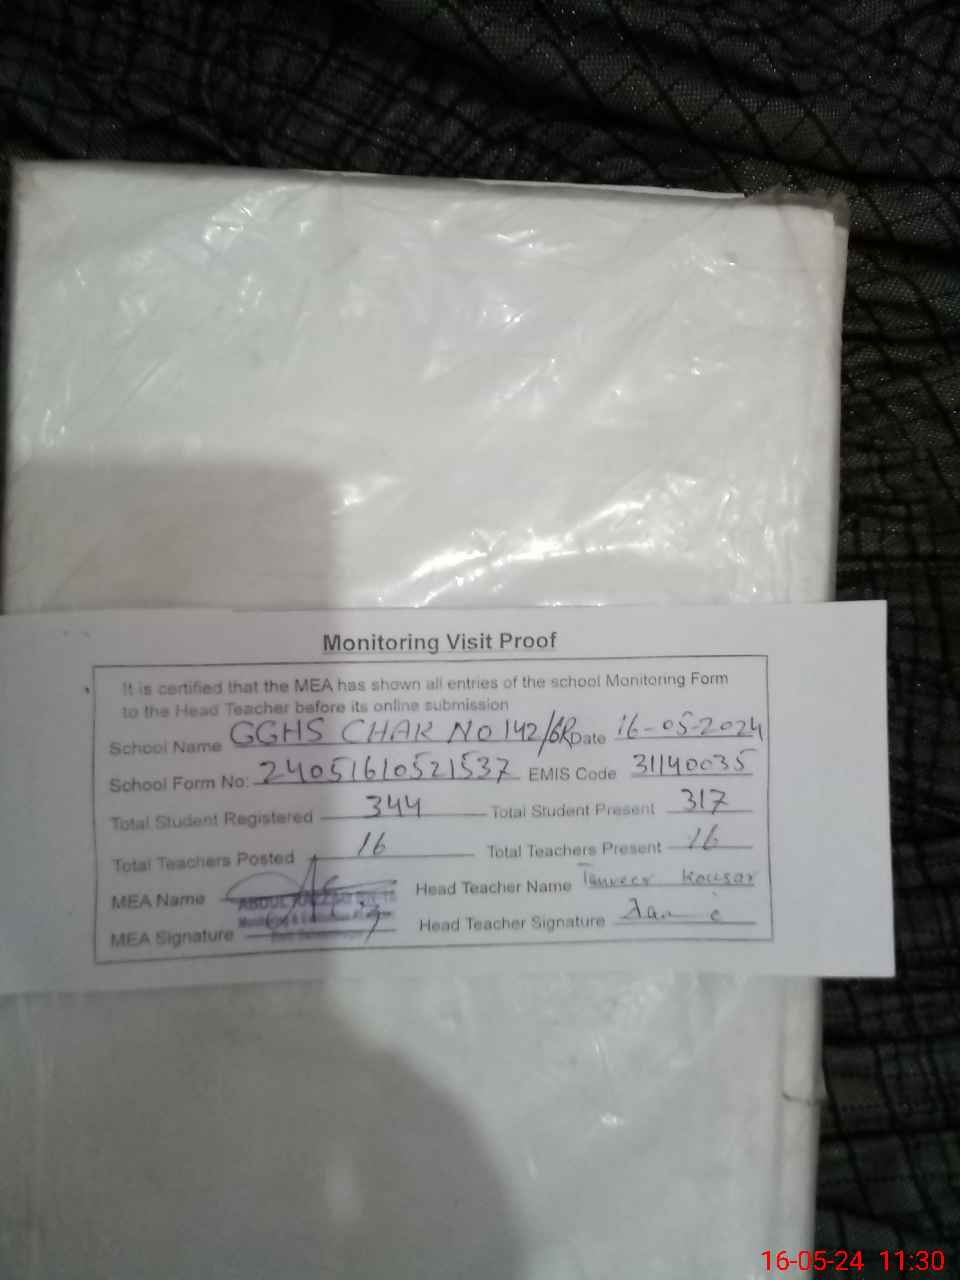 Monitoring Visit Proof
It is certified that the MEA has shown all entries of the school Monitoring Form
to the Head Teacher before its online submission
School Name GGHS CHAK No 142/6R Date 16-05-2024
School Form No: 24051610521537 EMIS Code 31140035
Total Student Registered 344 Total Student Present 317
Total Teachers Posted 16 Total Teachers Present 16
MEA Name ABDUL Head Teacher Name Tanveer Kousar
MEA Signature Head Teacher Signature
16-05-24 11:30